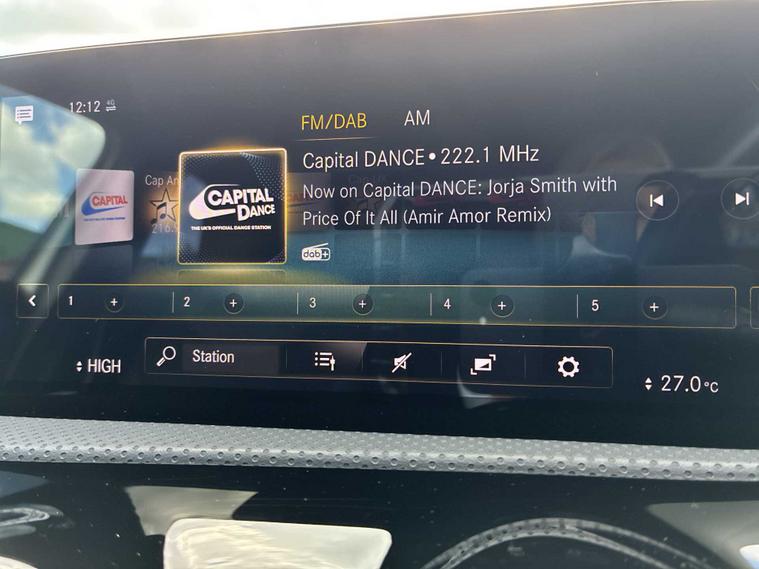 12:12 4G
FM/DAB AM
Capital DANCE • 222.1 MHz
Now on Capital DANCE: Jorja Smith with
Price Of It All (Amir Amor Remix)
CAPITAL
Cap
CAPITAL
DANCE
THE UK'S OFFICIAL DANCE STATION
dab+
1 + 2 + 3 + 4 + 5 +
Station
HIGH
27.0°C